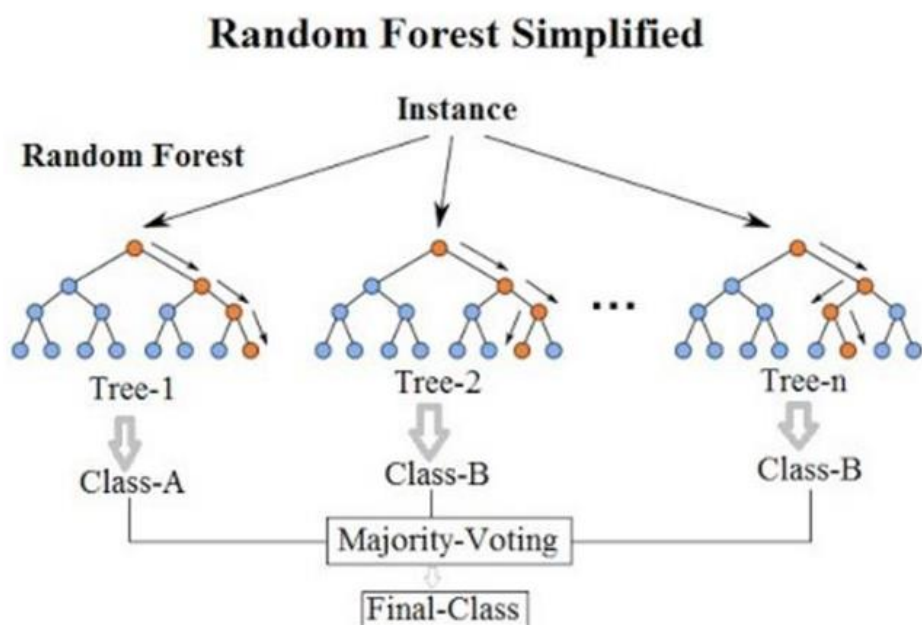 Random Forest Simplified
Instance
Random Forest
...
Tree-1
Tree-2
Tree-n
Class-A
Class-B
Class-B
Majority-Voting
Final-Class